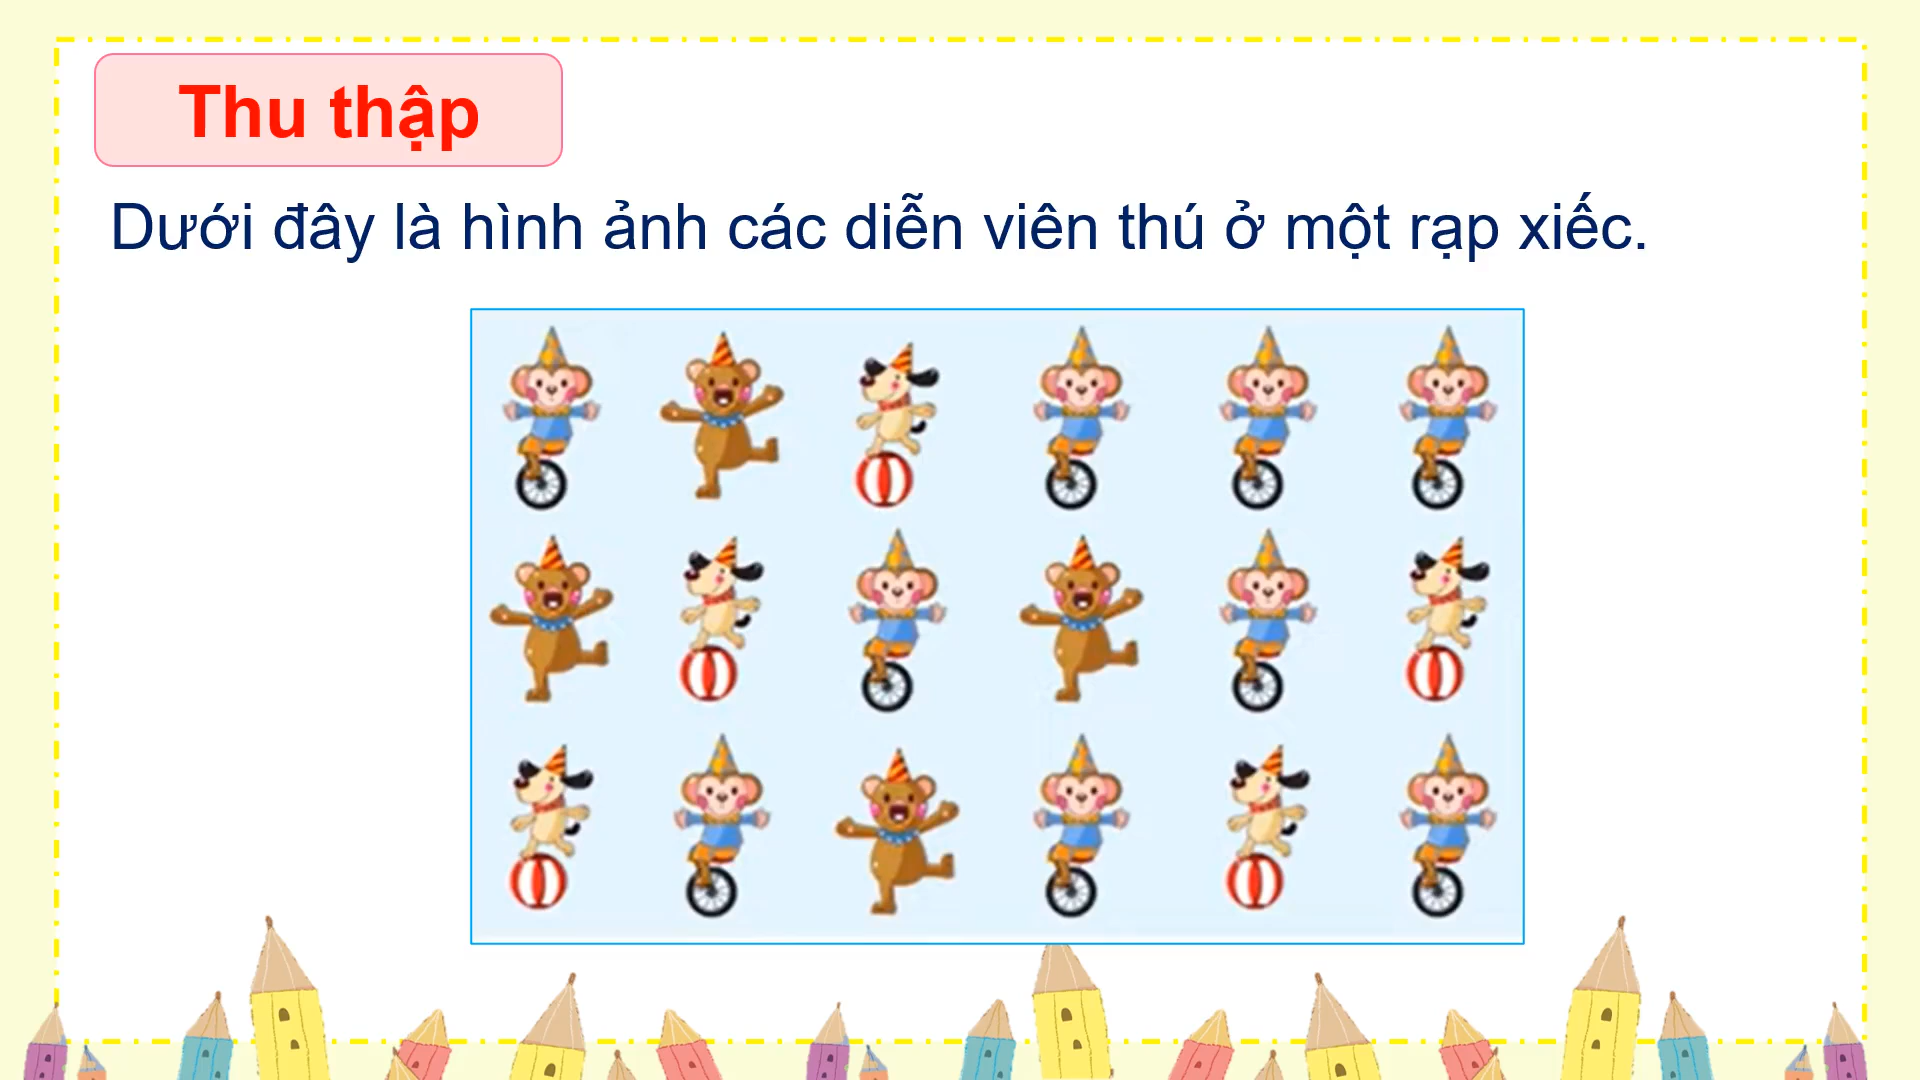 Thu thập
Dưới đây là hình ảnh các diễn viên thú ở một rạp xiếc.